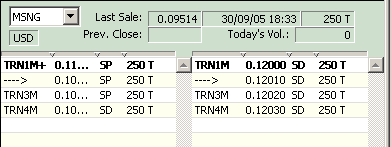 MSNG Last Sale: 0.09514 30/09/05 18:33 250 T
USD Prev. Close: Today's Vol.: 0
TRN1M+ 0.11... SP 250 T TRN1M 0.12000 SD 250 T
----> 0.10... SP 250 T ----> 0.12010 SD 250 T
TRN3M 0.10... SP 250 T TRN3M 0.12020 SD 250 T
TRN4M 0.10... SD 250 T TRN4M 0.12030 SD 250 T